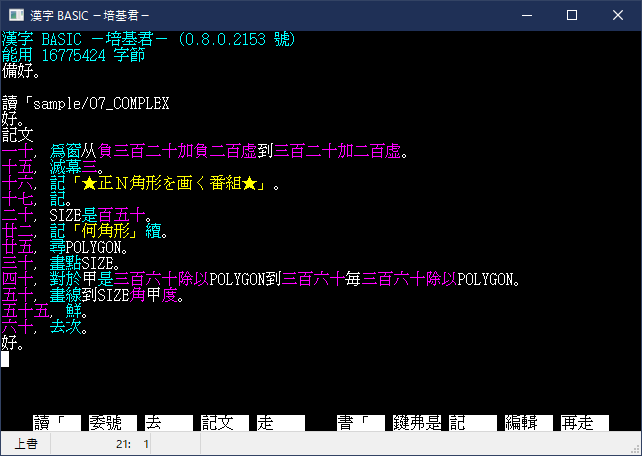 漢字 BASIC －培基君－
漢字 BASIC －培基君－ (0.8.0.2153 號)
能用 16775424 字節
備好。
讀「sample/07_COMPLEX
好。
記文
一十, 爲窗从負三百二十加負二百虛到三百二十加二百虛。
十五, 滅幕三。
十六, 記「★正Ｎ角形を画く番組★」。
十七, 記。
二十, SIZE是百五十。
廿二, 記「何角形」續。
廿五, 尋POLYGON。
三十, 畫點SIZE。
四十, 對於甲是三百六十除以POLYGON到三百六十毎三百六十除以POLYGON。
五十, 畫線到SIZE角甲度。
五十五, 鮮。
六十, 去次。
好。
讀「 委號 去 記文 走 書「 鍵弗是 記 編輯 再走
上書 21: 1